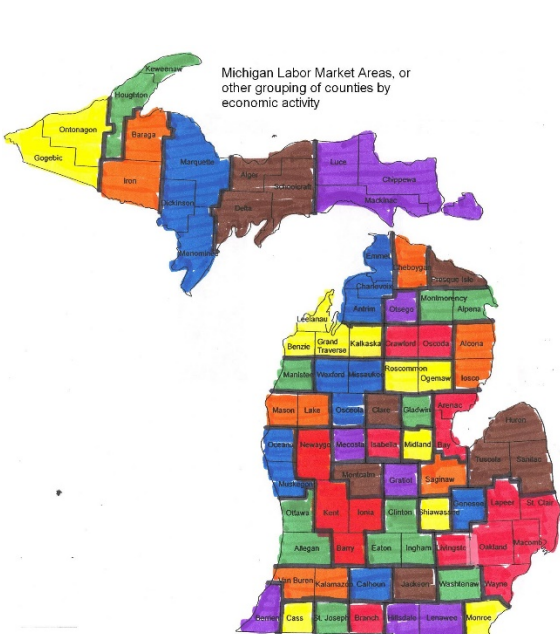 Michigan Labor Market Areas, or
other grouping of counties by
economic activity
Keweenaw
Houghton
Ontonagon
Baraga
Gogebic
Iron
Marquette
Dickinson
Menominee
Alger
Schoolcraft
Delta
Luce
Chippewa
Mackinac
Emmet
Cheboygan
Presque Isle
Charlevoix
Antrim
Otsego
Montmorency
Alpena
Leelanau
Benzie
Grand
Traverse
Kalkaska
Crawford
Oscoda
Alcona
Manistee
Wexford
Missaukee
Roscommon
Ogemaw
Iosco
Mason
Lake
Osceola
Clare
Gladwin
Arenac
Huron
Oceana
Newaygo
Mecosta
Isabella
Midland
Bay
Tuscola
Sanilac
Muskegon
Montcalm
Gratiot
Saginaw
Ottawa
Kent
Ionia
Clinton
Shiawassee
Genesee
Lapeer
St. Clair
Allegan
Barry
Eaton
Ingham
Livingston
Oakland
Macomb
Van Buren
Kalamazoo
Calhoun
Jackson
Washtenaw
Wayne
Berrien
Cass
St. Joseph
Branch
Hillsdale
Lenawee
Monroe